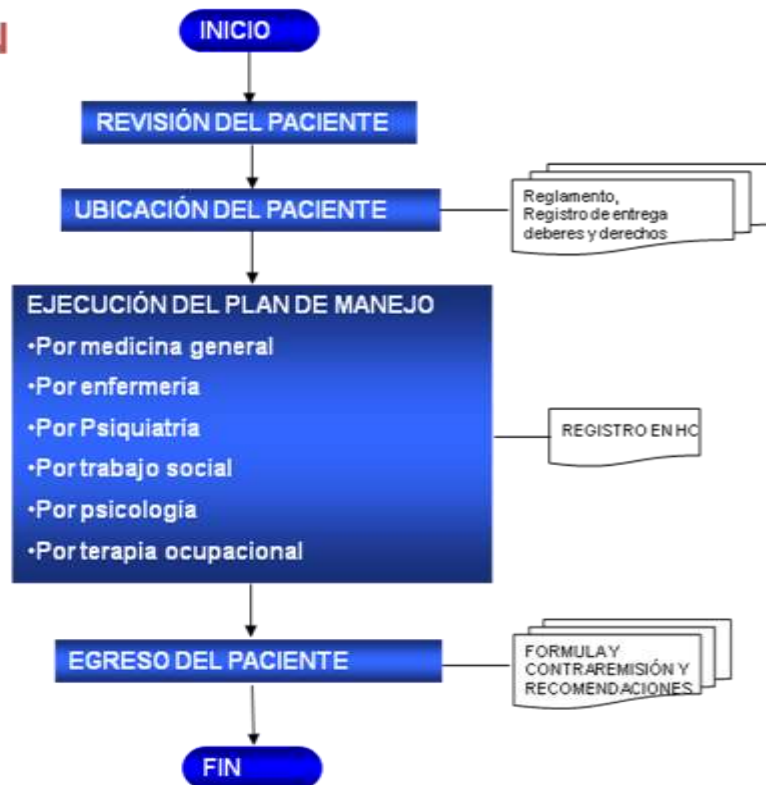 N
INICIO
REVISIÓN DEL PACIENTE
UBICACIÓN DEL PACIENTE
Reglamento,
Registro de entrega
deberes y derechos
EJECUCIÓN DEL PLAN DE MANEJO
•Por medicina general
•Por enfermería
•Por Psiquiatría
•Por trabajo social
•Por psicología
•Por terapia ocupacional
REGISTRO EN HC
EGRESO DEL PACIENTE
FORMULA Y
CONTRAREMISIÓN Y
RECOMENDACIONES
FIN